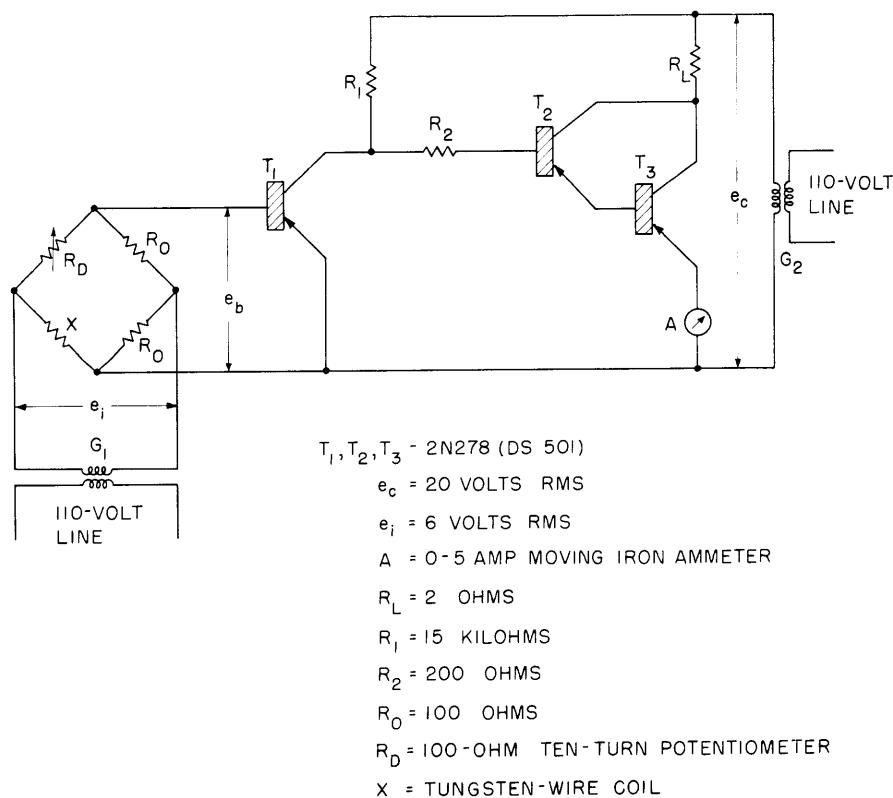 R1
RL
T2
R2
T3
T1
110-VOLT
LINE
ec
G2
RD
RO
eb
A
X
RO
ei
G1
110-VOLT
LINE
T1, T2, T3 - 2N278 (DS 501)
ec = 20 VOLTS RMS
ei = 6 VOLTS RMS
A = 0-5 AMP MOVING IRON AMMETER
RL = 2 OHMS
R1 = 15 KILOHMS
R2 = 200 OHMS
RO = 100 OHMS
RD = 100-OHM TEN-TURN POTENTIOMETER
X = TUNGSTEN-WIRE COIL